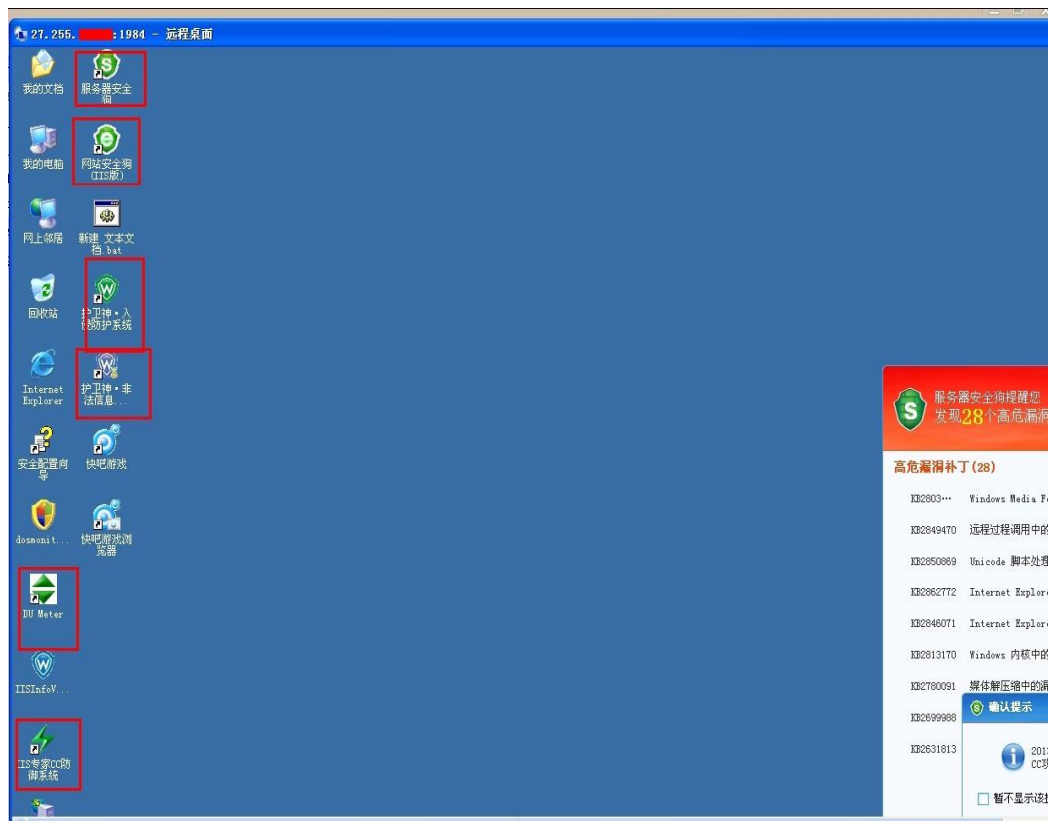 27.255. :1984 - 远程桌面
我的文档
服务器安全
狗
我的电脑
网站安全狗
(IIS版)
网上邻居
新建 文本文
档.bat
回收站
护卫神·入
侵防护系统
Internet
Explorer
护卫神·非
法信息...
安全配置向
导
快吧游戏
dosmonit...
快吧游戏浏
览器
DU Meter
IISInfoV...
IIS专家CC防
御系统
服务器安全狗提醒您
发现28个高危漏洞
高危漏洞补丁(28)
KB2803··· Windows Media Fo
KB2849470 远程过程调用中的
KB2850869 Unicode 脚本处理
KB2862772 Internet Explore
KB2846071 Internet Explore
KB2813170 Windows 内核中的
KB2780091 媒体解压缩中的漏
KB2699988
KB2631813
确认提示
201
CC攻
暂不显示该